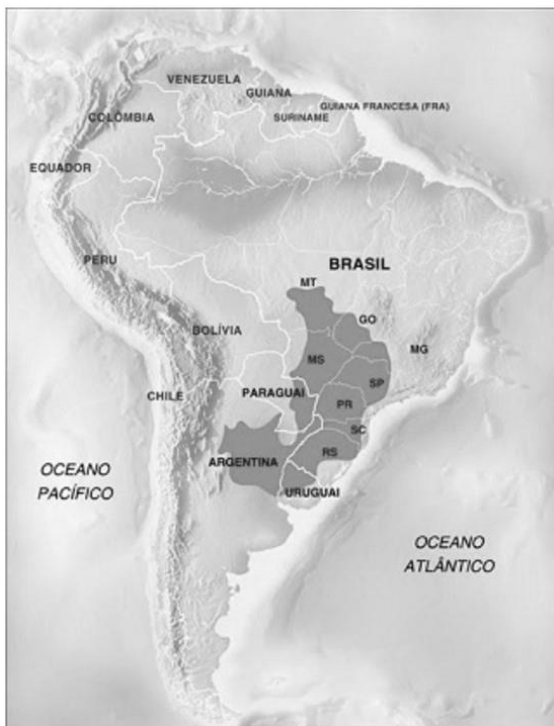 VENEZUELA
GUIANA
GUIANA FRANCESA (FRA)
SURINAME
COLÔMBIA
EQUADOR
PERU
BRASIL
MT
GO
BOLÍVIA
MG
MS
SP
CHILE
PARAGUAI
PR
SC
RS
ARGENTINA
OCEANO
PACÍFICO
URUGUAI
OCEANO
ATLÂNTICO